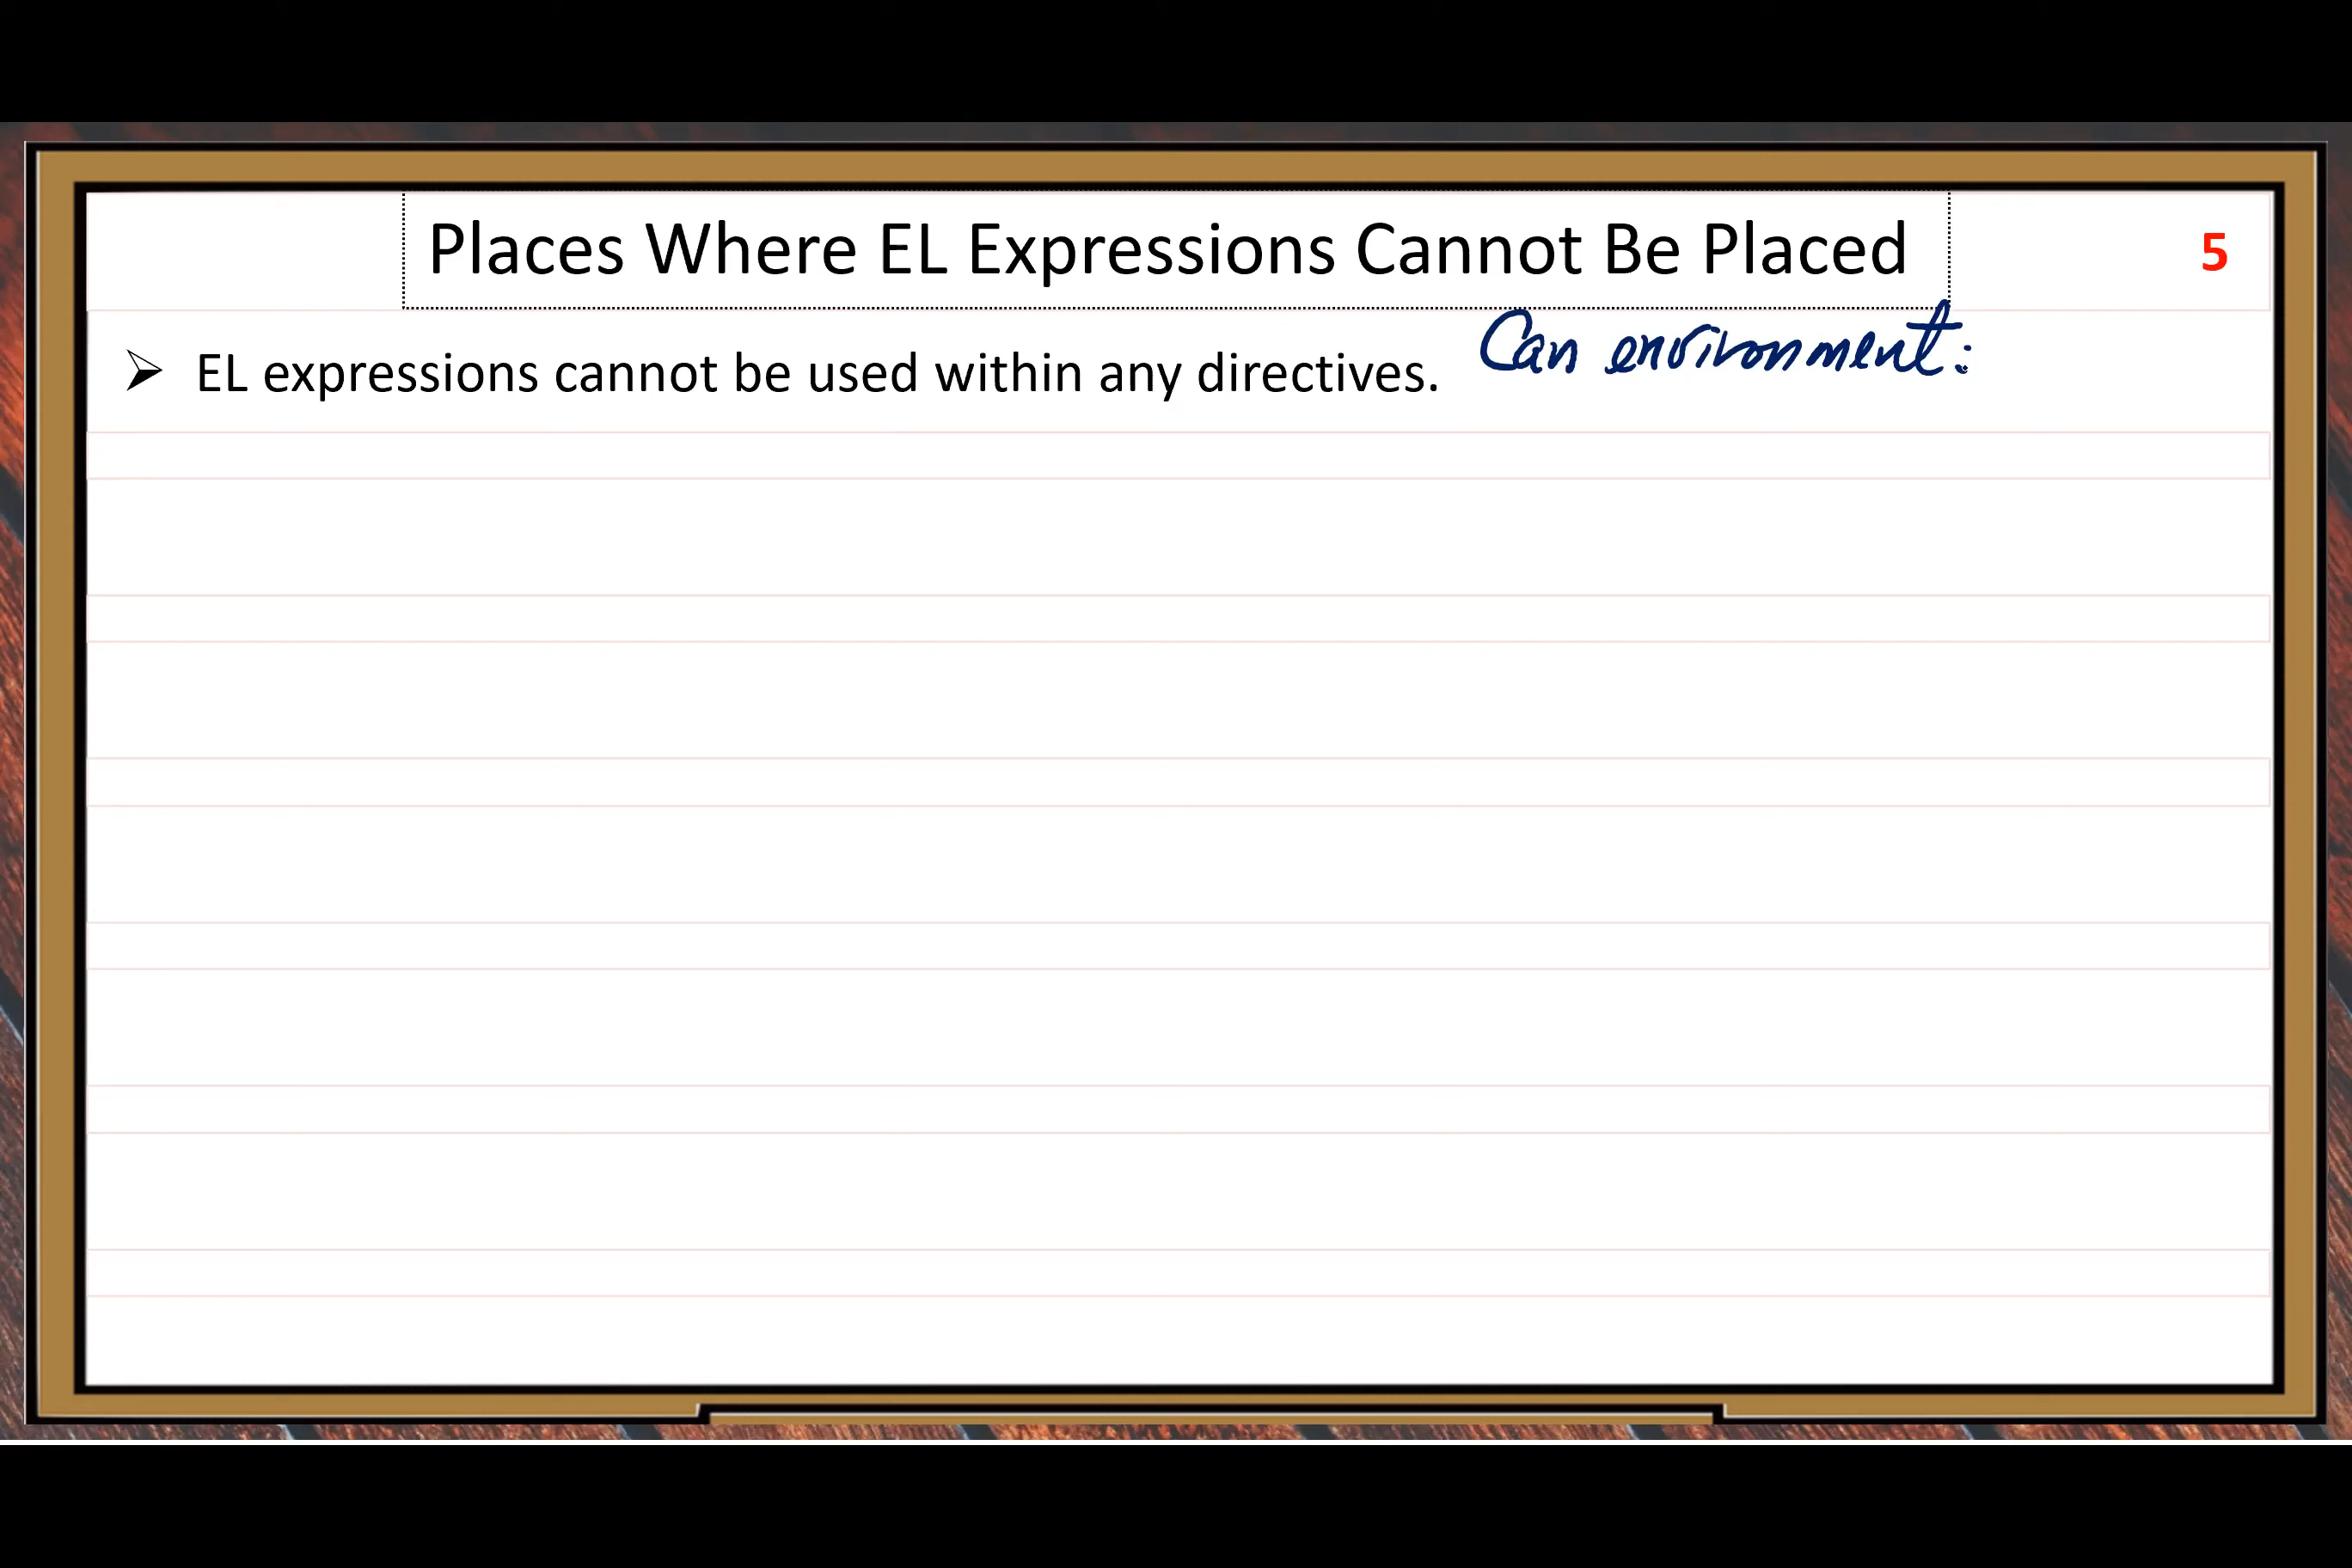 Places Where EL Expressions Cannot Be Placed
5
Can environment:
➤ EL expressions cannot be used within any directives.